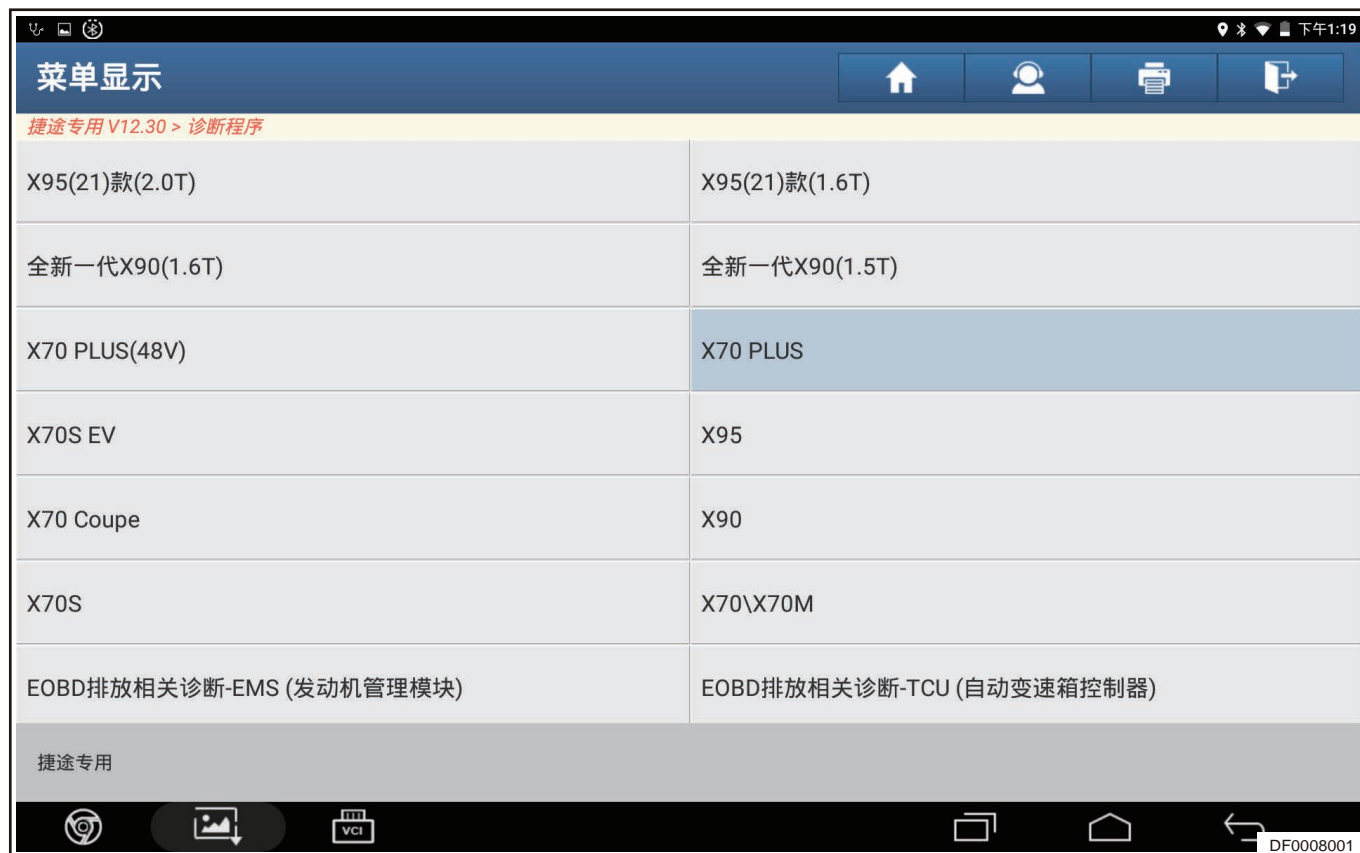 下午1:19
菜单显示
捷途专用 V12.30 > 诊断程序
X95(21)款(2.0T)
X95(21)款(1.6T)
全新一代X90(1.6T)
全新一代X90(1.5T)
X70 PLUS(48V)
X70 PLUS
X70S EV
X95
X70 Coupe
X90
X70S
X70\X70M
EOBD排放相关诊断-EMS (发动机管理模块)
EOBD排放相关诊断-TCU (自动变速箱控制器)
捷途专用
VCI
DF0008001